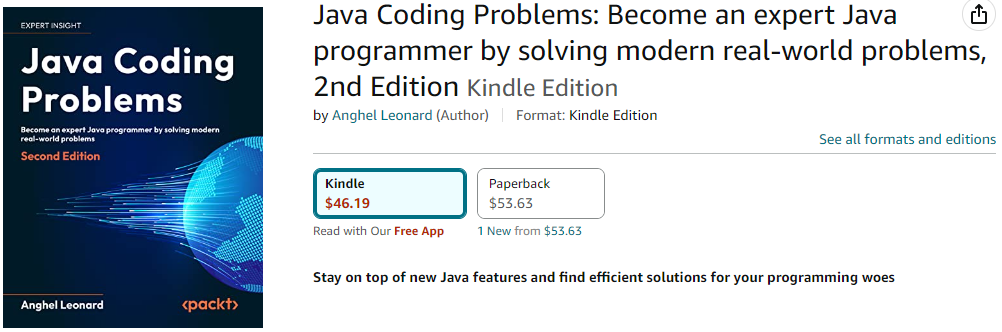 EXPERT INSIGHT
Java Coding
Problems
Become an expert Java programmer by solving modern
real-world problems
Second Edition
Anghel Leonard
<packt>
Java Coding Problems: Become an expert Java
programmer by solving modern real-world problems,
2nd Edition Kindle Edition
by Anghel Leonard (Author) Format: Kindle Edition
See all formats and editions
Kindle
$46.19
Paperback
$53.63
Read with Our Free App
1 New from $53.63
Stay on top of new Java features and find efficient solutions for your programming woes